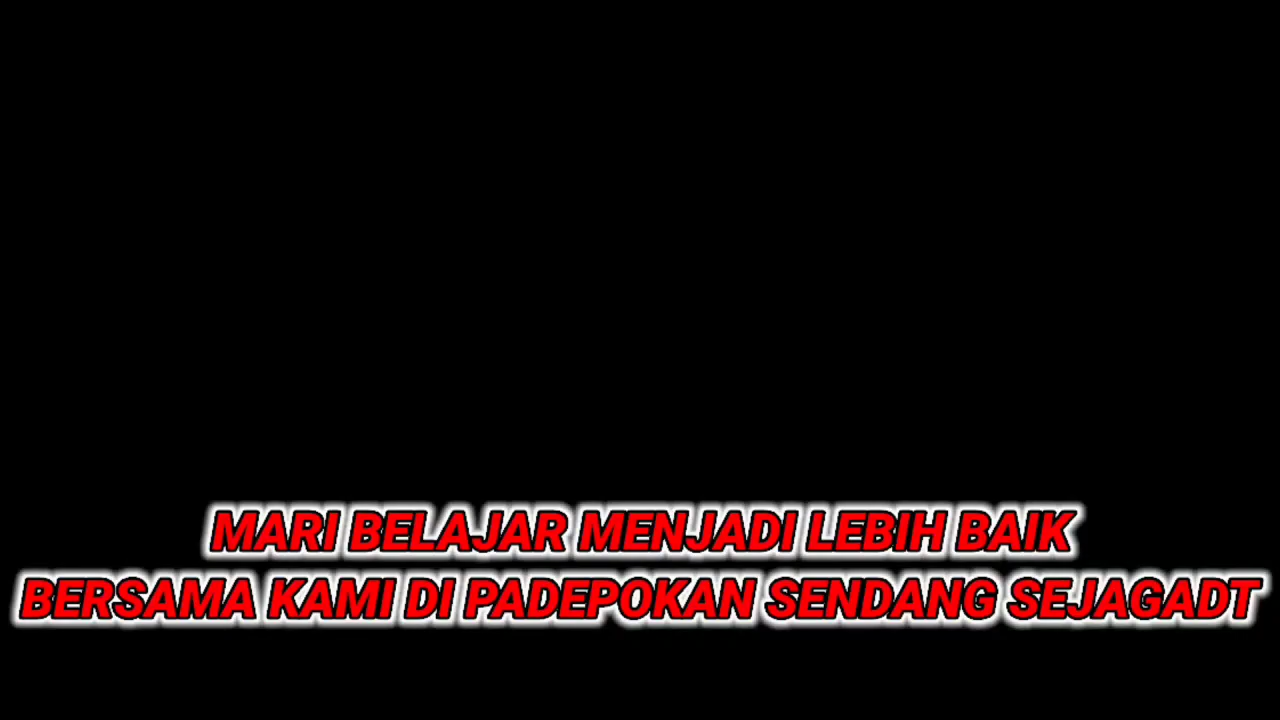 MARI BELAJAR MENJADI LEBIH BAIK
BERSAMA KAMI DI PADEPOKAN SENDANG SEJAGADT